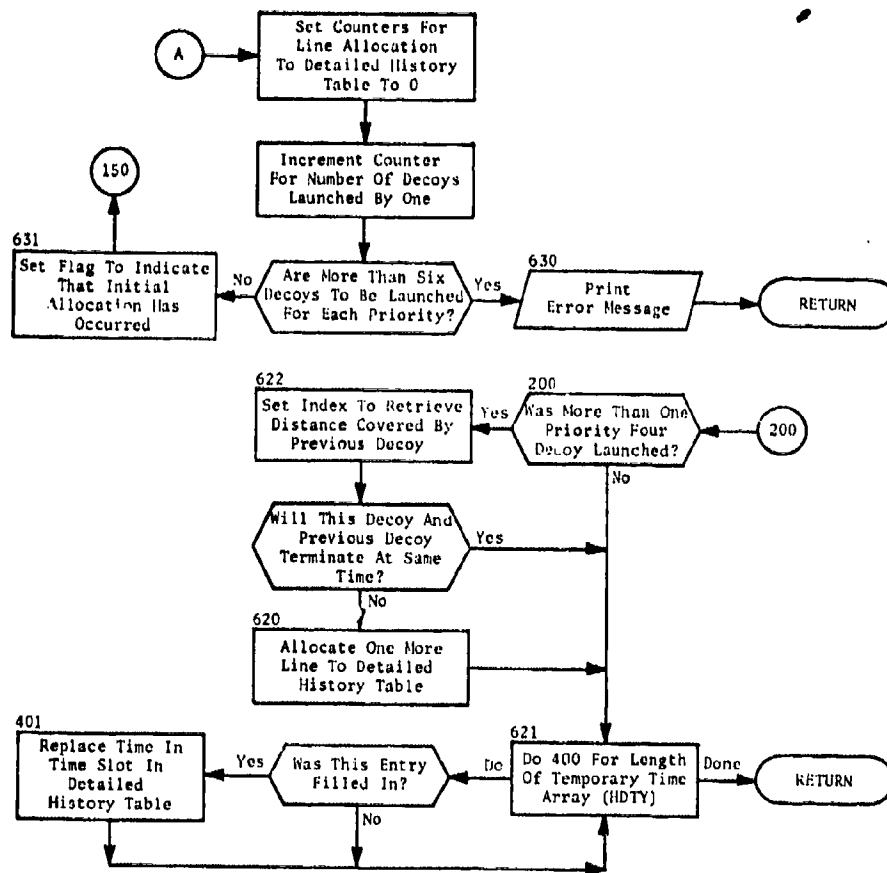 A
Set Counters For
Line Allocation
To Detailed History
Table To 0
Increment Counter
For Number Of Decoys
Launched By One
150
631
Set Flag To Indicate
That Initial
Allocation Has
Occurred
No
Are More Than Six
Decoys To Be Launched
For Each Priority?
Yes
630
Print
Error Message
RETURN
622
Set Index To Retrieve
Distance Covered By
Previous Decoy
Yes
200
Was More Than One
Priority Four
Decoy Launched?
200
No
Will This Decoy And
Previous Decoy
Terminate At Same
Time?
Yes
No
620
Allocate One More
Line To Detailed
History Table
401
Replace Time In
Time Slot In
Detailed
History Table
Yes
Was This Entry
Filled In?
No
Do
621
Do 400 For Length
Of Temporary Time
Array (HDTY)
Done
RETURN